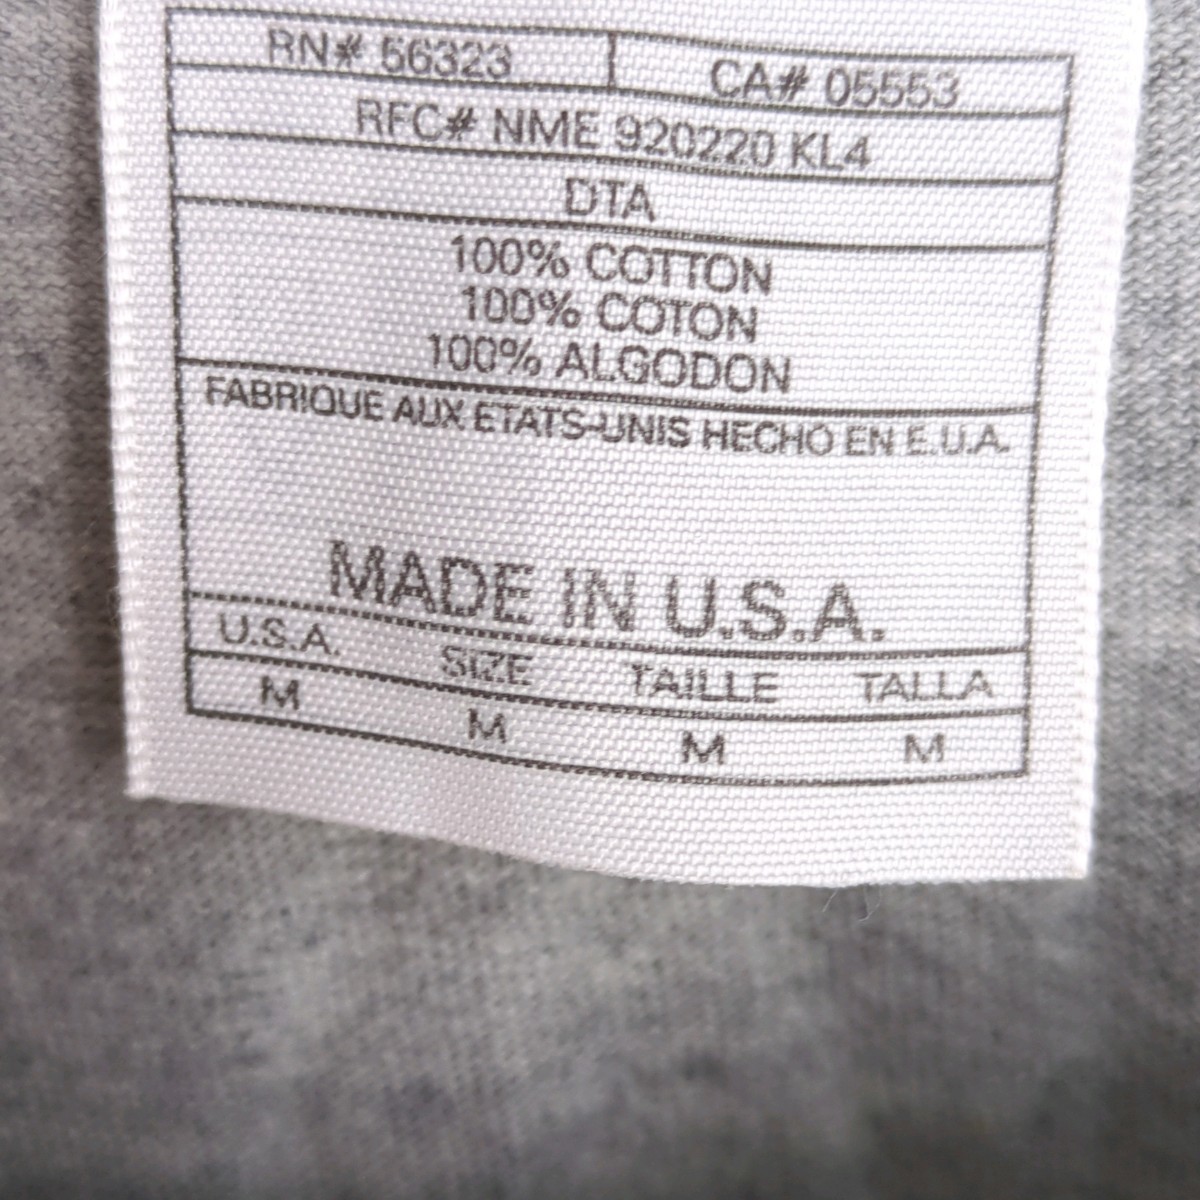 RN# 56323 CA# 05553
RFC# NME 920220 KL4
DTA
100% COTTON
100% COTON
100% ALGODON
FABRIQUE AUX ETATS-UNIS HECHO EN E.U.A.
MADE IN U.S.A.
U.S.A. SIZE TAILLE TALLA
M M M M